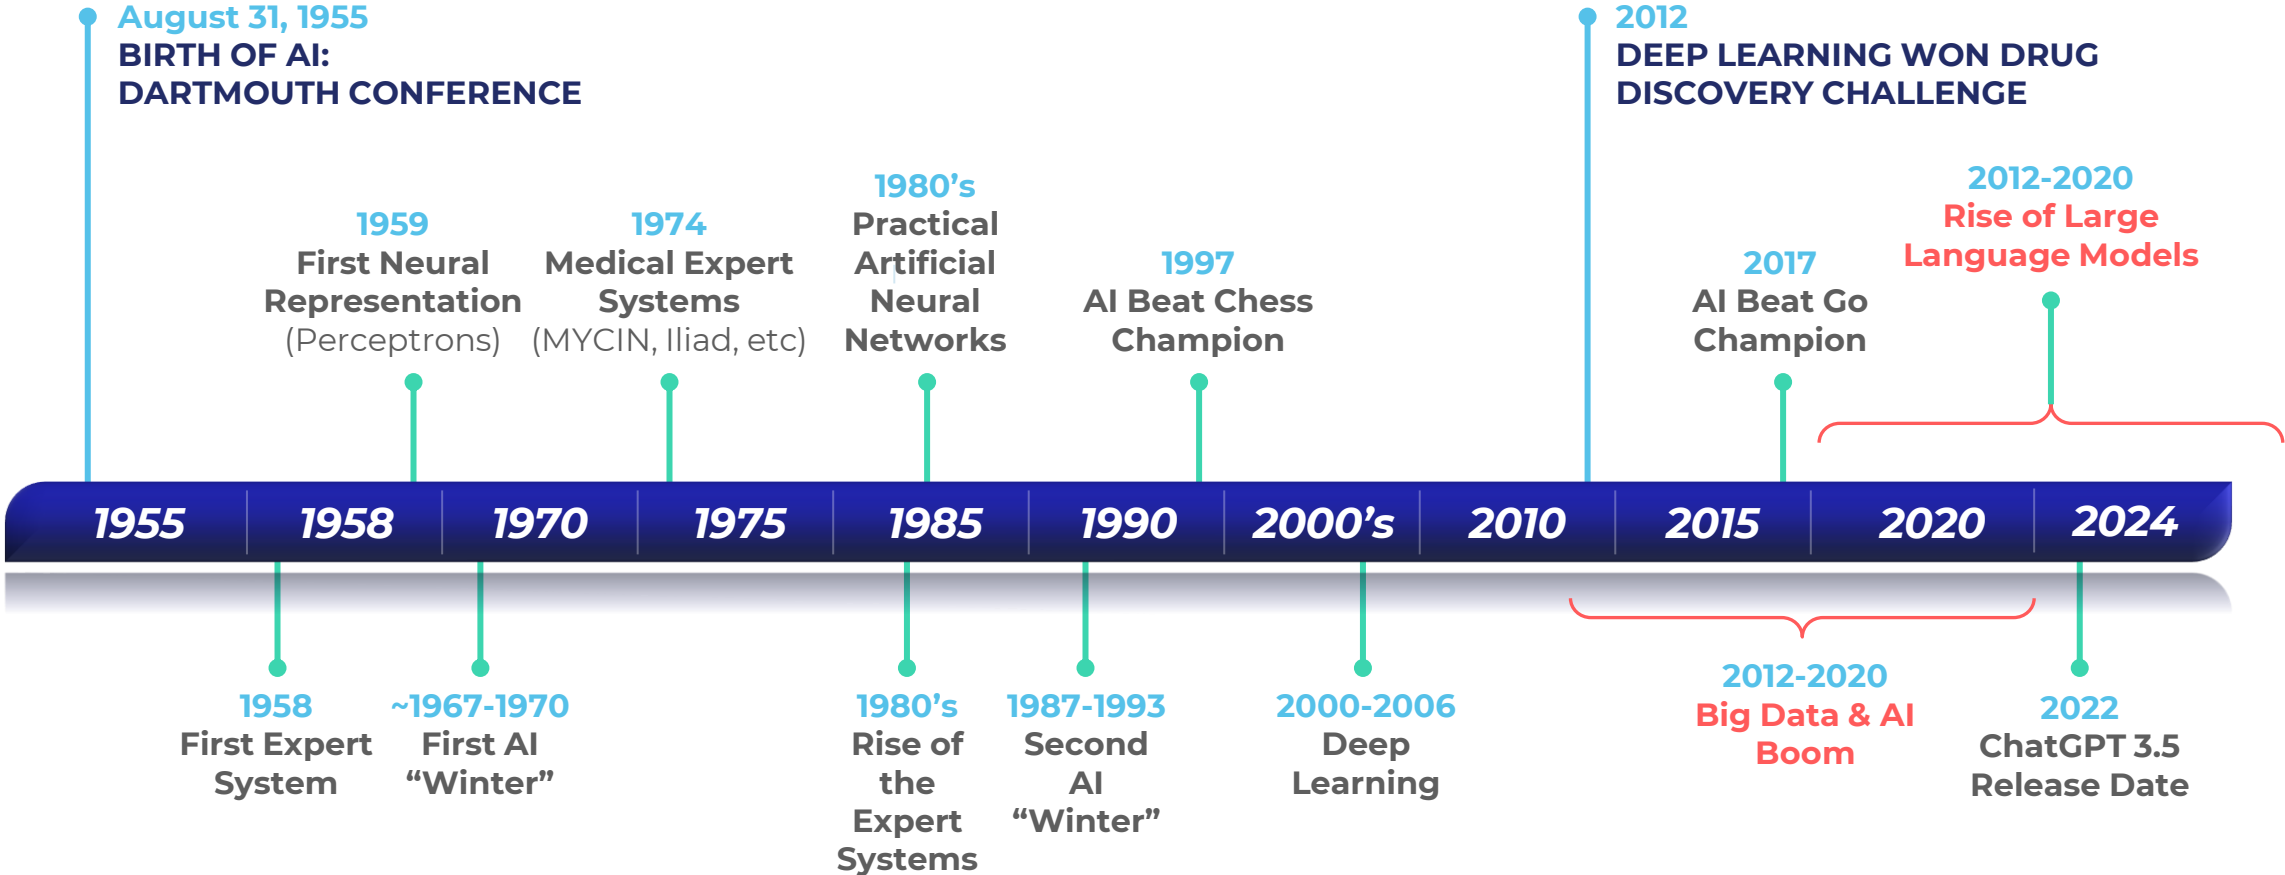 August 31, 1955
BIRTH OF AI:
DARTMOUTH CONFERENCE
2012
DEEP LEARNING WON DRUG
DISCOVERY CHALLENGE
1959
First Neural
Representation
(Perceptrons)
1974
Medical Expert
Systems
(MYCIN, Iliad, etc)
1980’s
Practical
Artificial
Neural
Networks
1997
AI Beat Chess
Champion
2017
AI Beat Go
Champion
2012-2020
Rise of Large
Language Models
1955 1958 1970 1975 1985 1990 2000’s 2010 2015 2020 2024
1958
First Expert
System
~1967-1970
First AI
“Winter”
1980’s
Rise of
the
Expert
Systems
1987-1993
Second
AI
“Winter”
2000-2006
Deep
Learning
2012-2020
Big Data & AI
Boom
2022
ChatGPT 3.5
Release Date